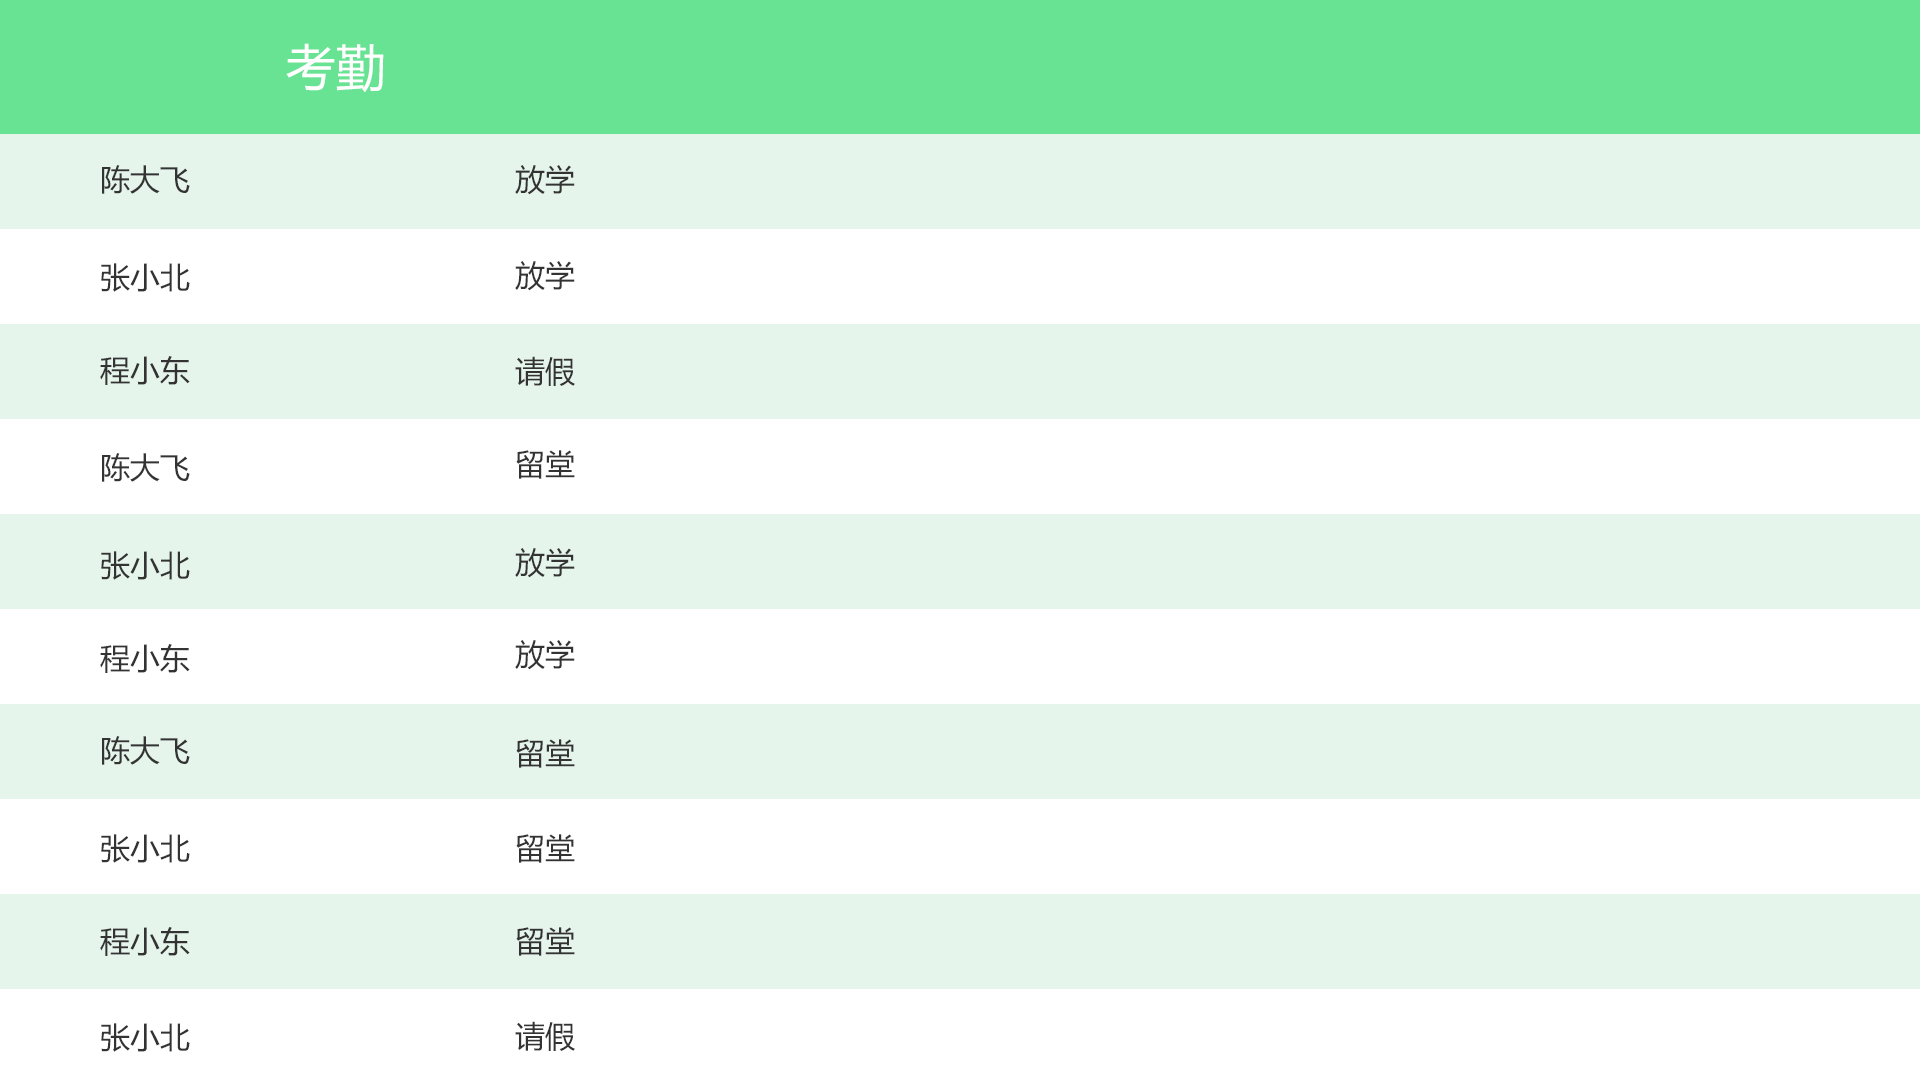 考勤
陈大飞 放学
张小北 放学
程小东 请假
陈大飞 留堂
张小北 放学
程小东 放学
陈大飞 留堂
张小北 留堂
程小东 留堂
张小北 请假